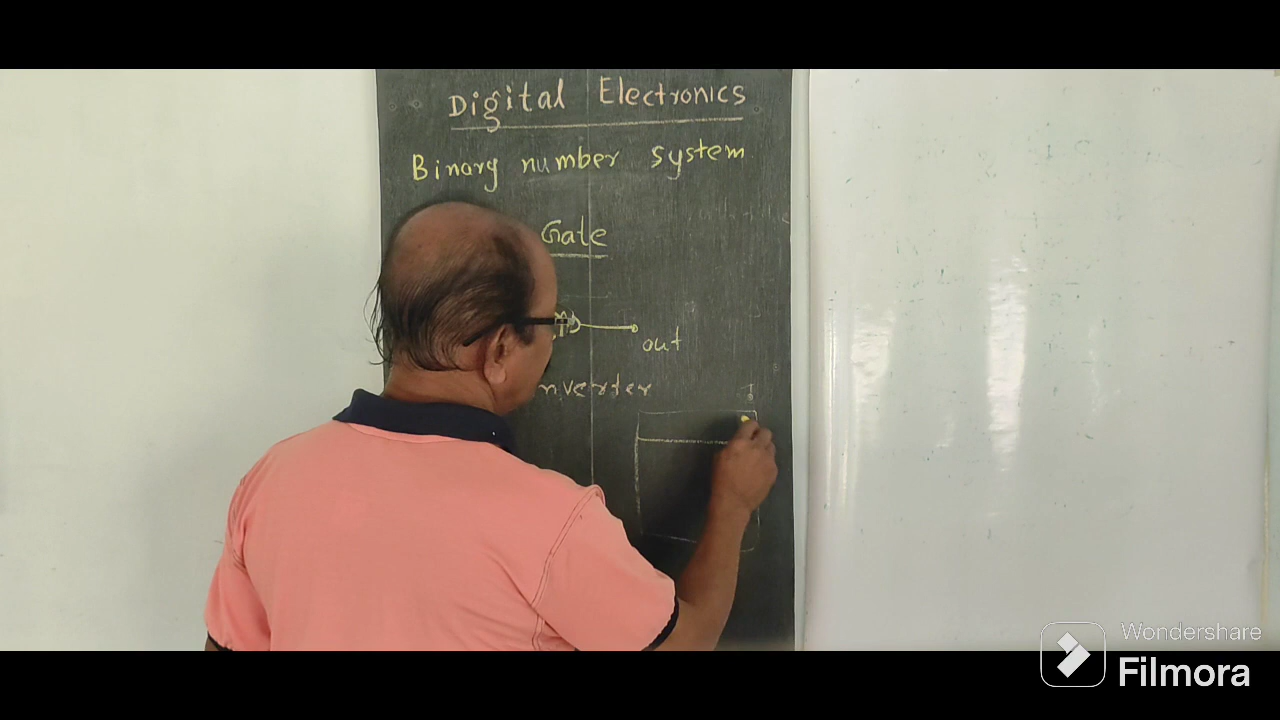 Digital Electronics
Binary number system
Gate
out
nverter
Wondershare
Filmora